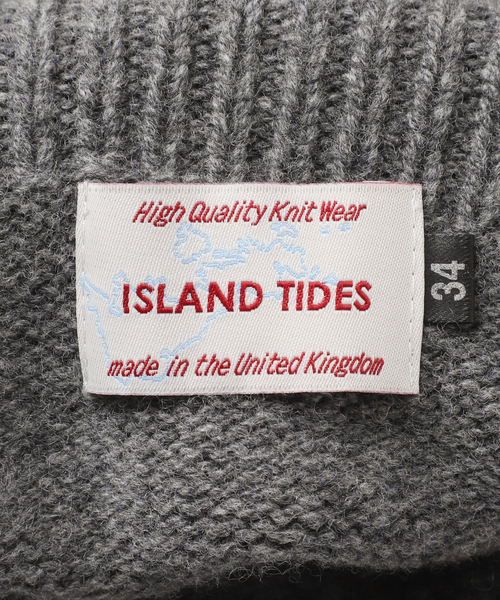 High Quality Knit Wear
ISLAND TIDES
made in the United Kingdom
34